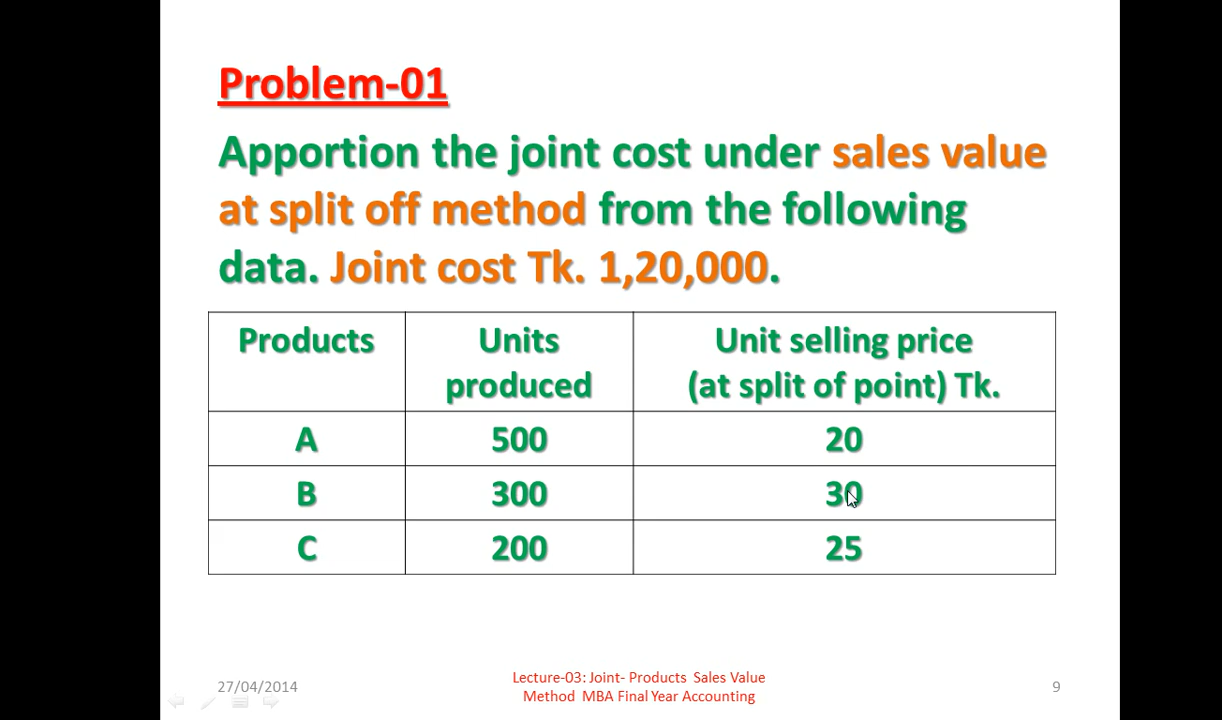 Problem-01
Apportion the joint cost under sales value
at split off method from the following
data. Joint cost Tk. 1,20,000.
Products Units produced Unit selling price (at split of point) Tk.
A 500 20
B 300 30
C 200 25
27/04/2014
Lecture-03: Joint- Products Sales Value
Method MBA Final Year Accounting
9